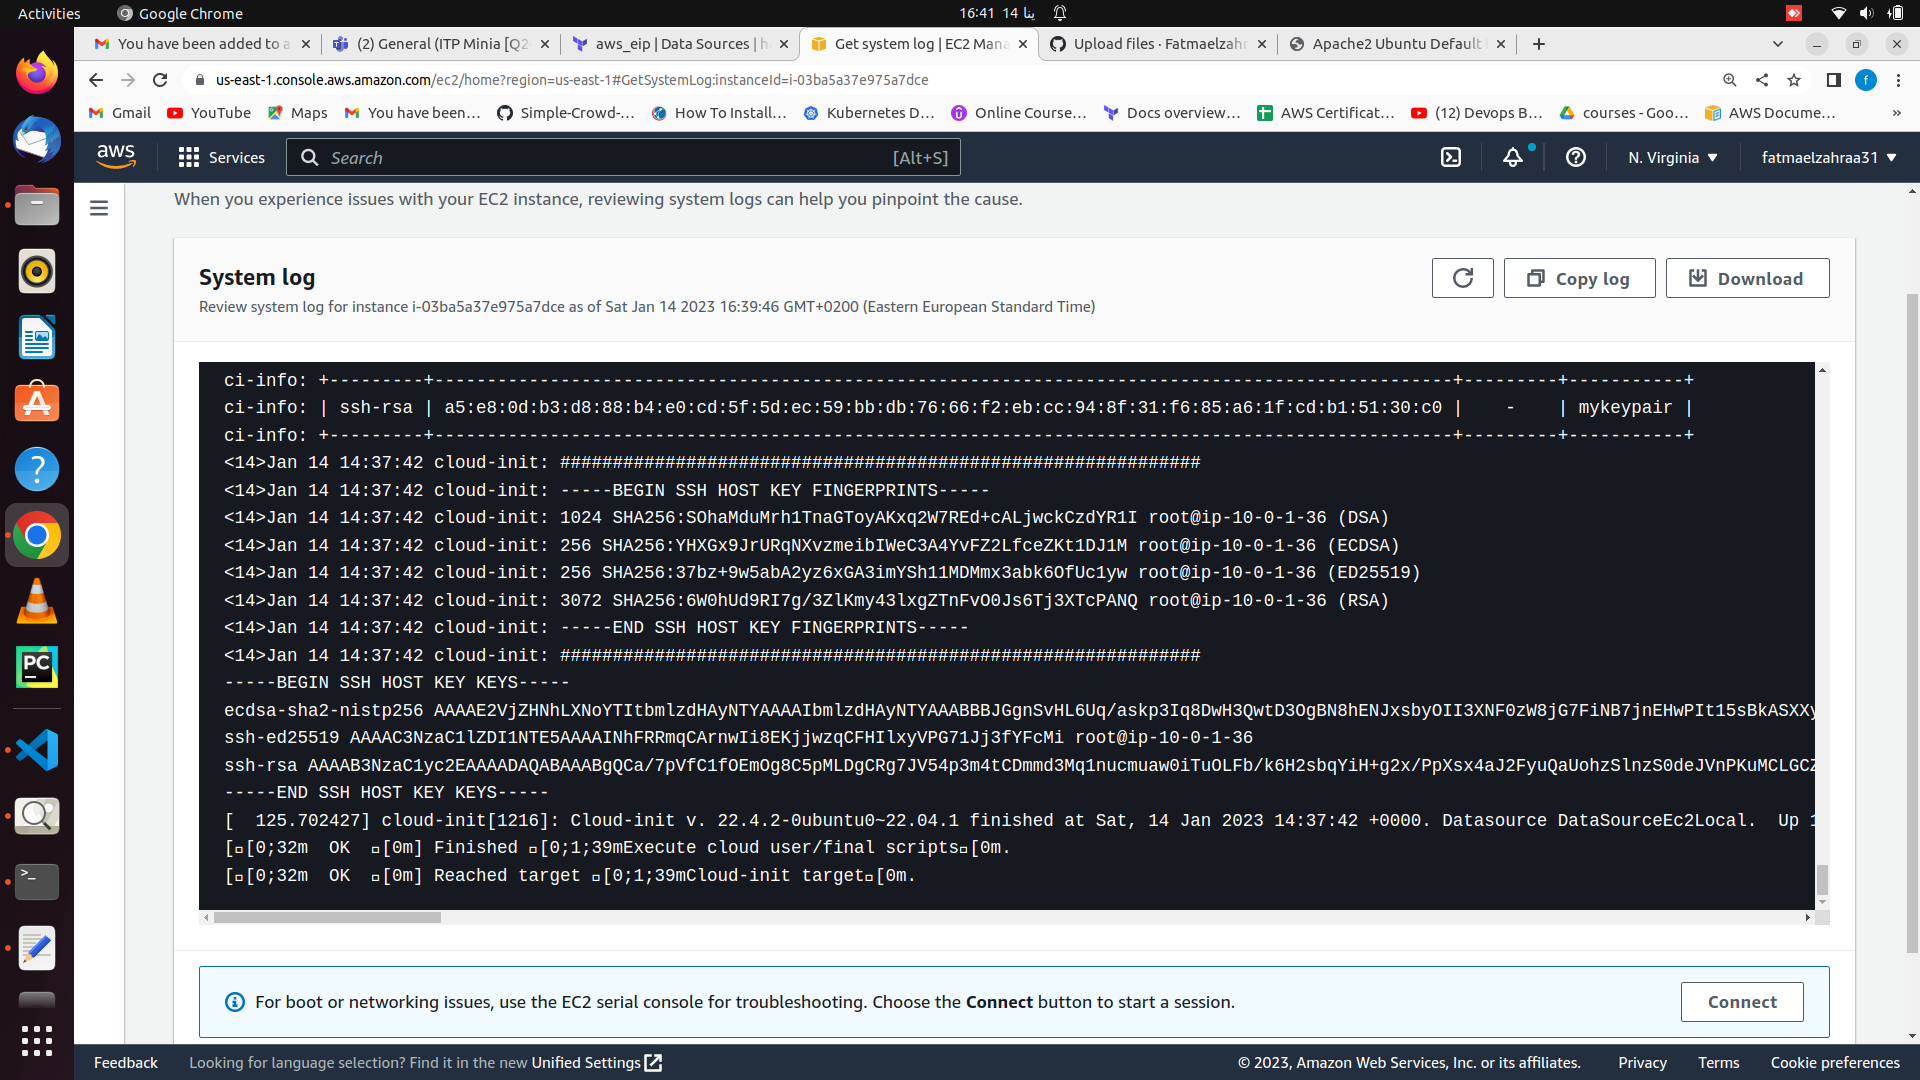 Activities
Google Chrome
16:41 14 ينا
You have been added to a
(2) General (ITP Minia [Q2
aws_eip | Data Sources | h
Get system log | EC2 Mana
Upload files · Fatmaelzahr
Apache2 Ubuntu Default
us-east-1.console.aws.amazon.com/ec2/home?region=us-east-1#GetSystemLog:instanceId=i-03ba5a37e975a7dce
f
Gmail
YouTube
Maps
You have been…
Simple-Crowd-…
How To Install…
Kubernetes D…
Online Course…
Docs overview…
AWS Certificat…
(12) Devops B…
courses - Goo…
AWS Docume…
»
aws
Services
Search
[Alt+S]
N. Virginia
fatmaelzahraa31
When you experience issues with your EC2 instance, reviewing system logs can help you pinpoint the cause.
System log
Copy log
Download
Review system log for instance i-03ba5a37e975a7dce as of Sat Jan 14 2023 16:39:46 GMT+0200 (Eastern European Standard Time)
ci-info: +---------+-------------------------------------------------------------------------------------------------+---------+-----------+
ci-info: | ssh-rsa | a5:e8:0d:b3:d8:88:b4:e0:cd:5f:5d:ec:59:bb:db:76:66:f2:eb:cc:94:8f:31:f6:85:a6:1f:cd:b1:51:30:c0 |    -    | mykeypair |
ci-info: +---------+-------------------------------------------------------------------------------------------------+---------+-----------+
<14>Jan 14 14:37:42 cloud-init: #############################################################
<14>Jan 14 14:37:42 cloud-init: -----BEGIN SSH HOST KEY FINGERPRINTS-----
<14>Jan 14 14:37:42 cloud-init: 1024 SHA256:SOhaMduMrh1TnaGToyAKxq2W7REd+cALjwckCzdYR1I root@ip-10-0-1-36 (DSA)
<14>Jan 14 14:37:42 cloud-init: 256 SHA256:YHXGx9JrURqNXvzmeibIWeC3A4YvFZ2LfceZKt1DJ1M root@ip-10-0-1-36 (ECDSA)
<14>Jan 14 14:37:42 cloud-init: 256 SHA256:37bz+9w5abA2yz6xGA3imYSh11MDMmx3abk6OfUc1yw root@ip-10-0-1-36 (ED25519)
<14>Jan 14 14:37:42 cloud-init: 3072 SHA256:6W0hUd9RI7g/3ZlKmy43lxgZTnFvO0Js6Tj3XTcPANQ root@ip-10-0-1-36 (RSA)
<14>Jan 14 14:37:42 cloud-init: -----END SSH HOST KEY FINGERPRINTS-----
<14>Jan 14 14:37:42 cloud-init: #############################################################
-----BEGIN SSH HOST KEY KEYS-----
ecdsa-sha2-nistp256 AAAAE2VjZHNhLXNoYTItbmlzdHAyNTYAAAAIbmlzdHAyNTYAAABBBJGgnSvHL6Uq/askp3Iq8DwH3QwtD3OgBN8hENJxsbyOII3XNF0zW8jG7FiNB7jnEHwPIt15sBkASXXy
ssh-ed25519 AAAAC3NzaC1lZDI1NTE5AAAAINhFRRmqCArnwIi8EKjjwzqCFHIlxyVPG71Jj3fYFcMi root@ip-10-0-1-36
ssh-rsa AAAAB3NzaC1yc2EAAAADAQABAAABgQCa/7pVfC1fOEmOg8C5pMLDgCRg7JV54p3m4tCDmmd3Mq1nucmuaw0iTuOLFb/k6H2sbqYiH+g2x/PpXsx4aJ2FyuQaUohzSlnzS0deJVnPKuMCLGCZ
-----END SSH HOST KEY KEYS-----
[  125.702427] cloud-init[1216]: Cloud-init v. 22.4.2-0ubuntu0~22.04.1 finished at Sat, 14 Jan 2023 14:37:42 +0000. Datasource DataSourceEc2Local.  Up 1
[▯[0;32m  OK  ▯[0m] Finished ▯[0;1;39mExecute cloud user/final scripts▯[0m.
[▯[0;32m  OK  ▯[0m] Reached target ▯[0;1;39mCloud-init target▯[0m.
For boot or networking issues, use the EC2 serial console for troubleshooting. Choose the Connect button to start a session.
Connect
Feedback
Looking for language selection? Find it in the new Unified Settings
© 2023, Amazon Web Services, Inc. or its affiliates.
Privacy
Terms
Cookie preferences